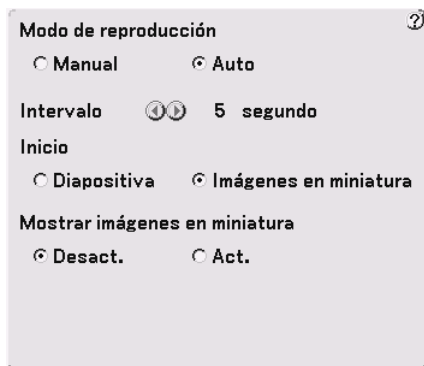 Modo de reproducción
?
Manual Auto
Intervalo 5 segundo
Inicio
Diapositiva Imágenes en miniatura
Mostrar imágenes en miniatura
Desact. Act.